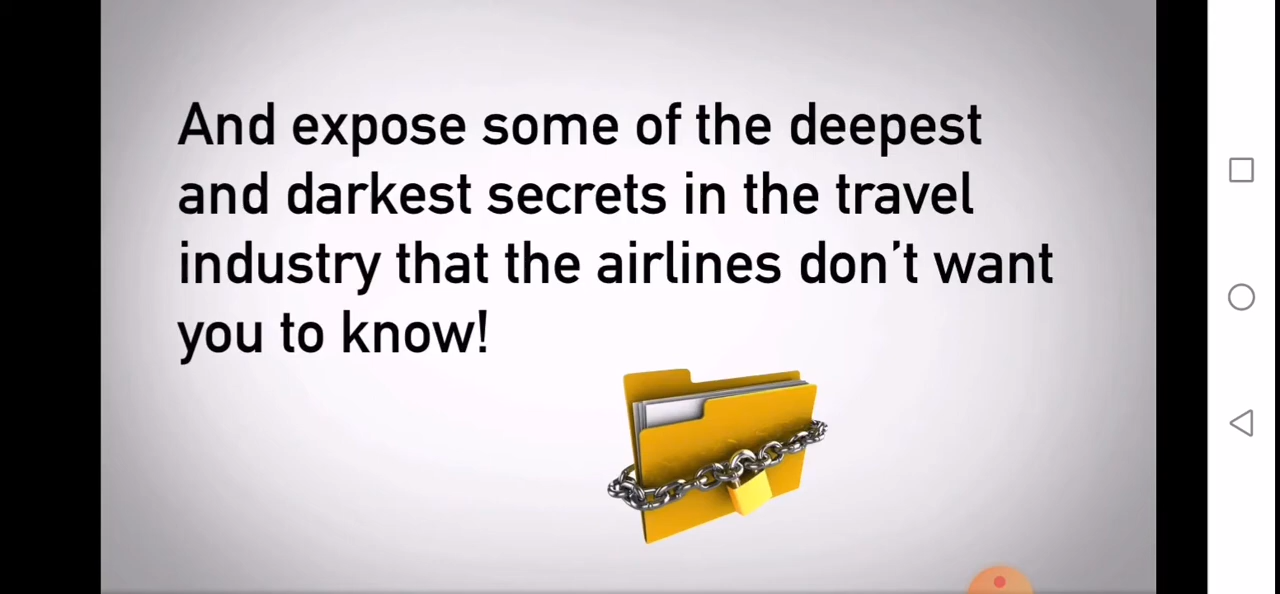 And expose some of the deepest
and darkest secrets in the travel
industry that the airlines don’t want
you to know!